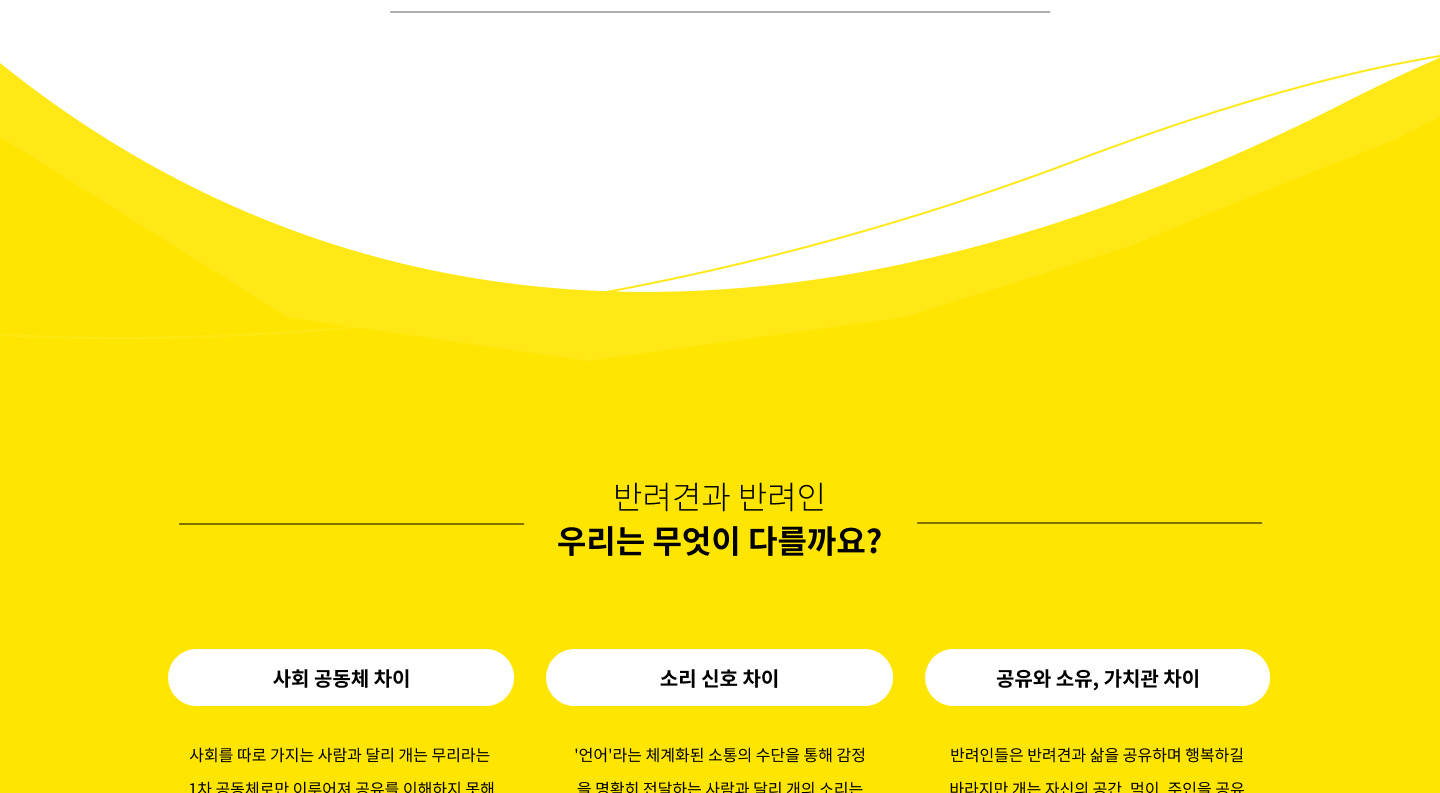 반려견과 반려인
우리는 무엇이 다를까요?
사회 공동체 차이
사회를 따로 가지는 사람과 달리 개는 무리라는
1차 공동체로만 이루어져 공유를 이해하지 못해
소리 신호 차이
'언어'라는 체계화된 소통의 수단을 통해 감정
을 명확히 전달하는 사람과 달리 개의 소리는
공유와 소유, 가치관 차이
반려인들은 반려견과 삶을 공유하며 행복하길
바라지만 개는 자신의 공간, 먹이, 주인을 공유